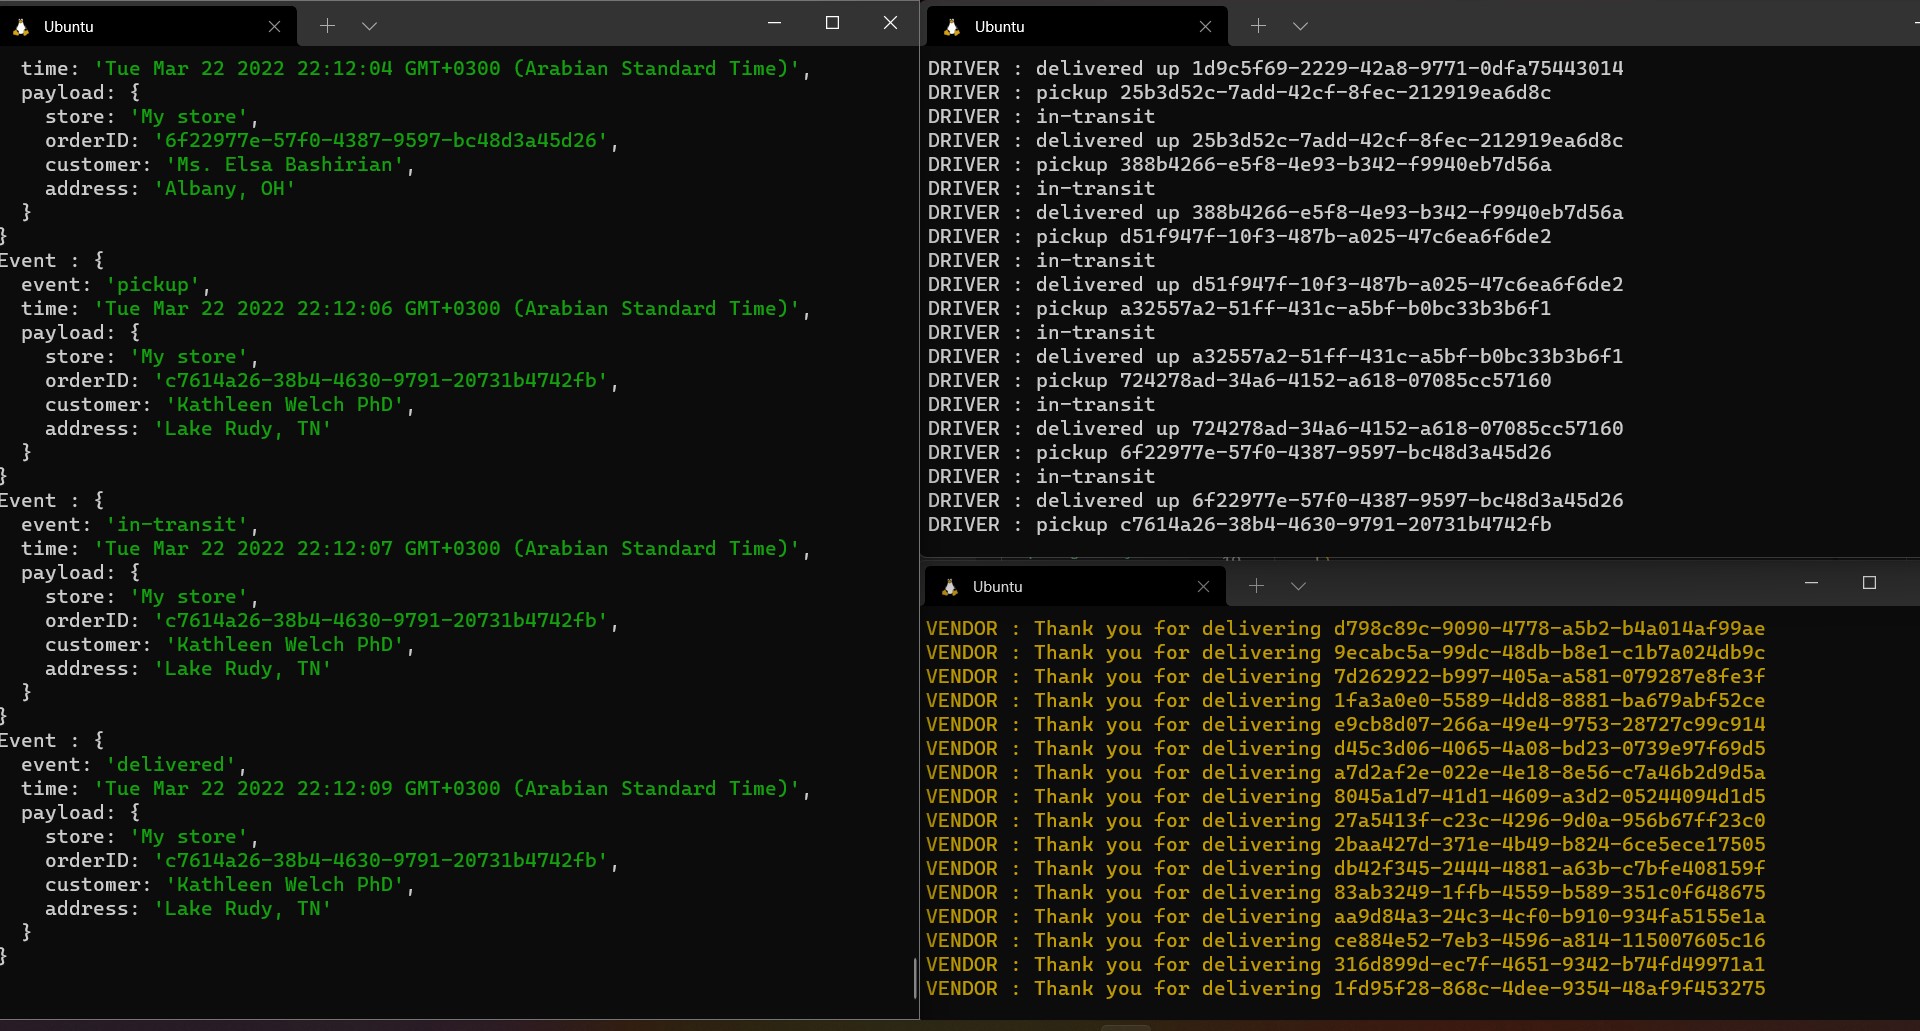 Ubuntu
time: 'Tue Mar 22 2022 22:12:04 GMT+0300 (Arabian Standard Time)',
payload: {
store: 'My store',
orderID: '6f22977e-57f0-4387-9597-bc48d3a45d26',
customer: 'Ms. Elsa Bashirian',
address: 'Albany, OH'
}
}
Event : {
event: 'pickup',
time: 'Tue Mar 22 2022 22:12:06 GMT+0300 (Arabian Standard Time)',
payload: {
store: 'My store',
orderID: 'c7614a26-38b4-4630-9791-20731b4742fb',
customer: 'Kathleen Welch PhD',
address: 'Lake Rudy, TN'
}
}
Event : {
event: 'in-transit',
time: 'Tue Mar 22 2022 22:12:07 GMT+0300 (Arabian Standard Time)',
payload: {
store: 'My store',
orderID: 'c7614a26-38b4-4630-9791-20731b4742fb',
customer: 'Kathleen Welch PhD',
address: 'Lake Rudy, TN'
}
}
Event : {
event: 'delivered',
time: 'Tue Mar 22 2022 22:12:09 GMT+0300 (Arabian Standard Time)',
payload: {
store: 'My store',
orderID: 'c7614a26-38b4-4630-9791-20731b4742fb',
customer: 'Kathleen Welch PhD',
address: 'Lake Rudy, TN'
}
}
Ubuntu
DRIVER : delivered up 1d9c5f69-2229-42a8-9771-0dfa75443014
DRIVER : pickup 25b3d52c-7add-42cf-8fec-212919ea6d8c
DRIVER : in-transit
DRIVER : delivered up 25b3d52c-7add-42cf-8fec-212919ea6d8c
DRIVER : pickup 388b4266-e5f8-4e93-b342-f9940eb7d56a
DRIVER : in-transit
DRIVER : delivered up 388b4266-e5f8-4e93-b342-f9940eb7d56a
DRIVER : pickup d51f947f-10f3-487b-a025-47c6ea6f6de2
DRIVER : in-transit
DRIVER : delivered up d51f947f-10f3-487b-a025-47c6ea6f6de2
DRIVER : pickup a32557a2-51ff-431c-a5bf-b0bc33b3b6f1
DRIVER : in-transit
DRIVER : delivered up a32557a2-51ff-431c-a5bf-b0bc33b3b6f1
DRIVER : pickup 724278ad-34a6-4152-a618-07085cc57160
DRIVER : in-transit
DRIVER : delivered up 724278ad-34a6-4152-a618-07085cc57160
DRIVER : pickup 6f22977e-57f0-4387-9597-bc48d3a45d26
DRIVER : in-transit
DRIVER : delivered up 6f22977e-57f0-4387-9597-bc48d3a45d26
DRIVER : pickup c7614a26-38b4-4630-9791-20731b4742fb
Ubuntu
VENDOR : Thank you for delivering d798c89c-9090-4778-a5b2-b4a014af99ae
VENDOR : Thank you for delivering 9ecabc5a-99dc-48db-b8e1-c1b7a024db9c
VENDOR : Thank you for delivering 7d262922-b997-405a-a581-079287e8fe3f
VENDOR : Thank you for delivering 1fa3a0e0-5589-4dd8-8881-ba679abf52ce
VENDOR : Thank you for delivering e9cb8d07-266a-49e4-9753-28727c99c914
VENDOR : Thank you for delivering d45c3d06-4065-4a08-bd23-0739e97f69d5
VENDOR : Thank you for delivering a7d2af2e-022e-4e18-8e56-c7a46b2d9d5a
VENDOR : Thank you for delivering 8045a1d7-41d1-4609-a3d2-05244094d1d5
VENDOR : Thank you for delivering 27a5413f-c23c-4296-9d0a-956b67ff23c0
VENDOR : Thank you for delivering 2baa427d-371e-4b49-b824-6ce5ece17505
VENDOR : Thank you for delivering db42f345-2444-4881-a63b-c7bfe408159f
VENDOR : Thank you for delivering 83ab3249-1ffb-4559-b589-351c0f648675
VENDOR : Thank you for delivering aa9d84a3-24c3-4cf0-b910-934fa5155e1a
VENDOR : Thank you for delivering ce884e52-7eb3-4596-a814-115007605c16
VENDOR : Thank you for delivering 316d899d-ec7f-4651-9342-b74fd49971a1
VENDOR : Thank you for delivering 1fd95f28-868c-4dee-9354-48af9f453275